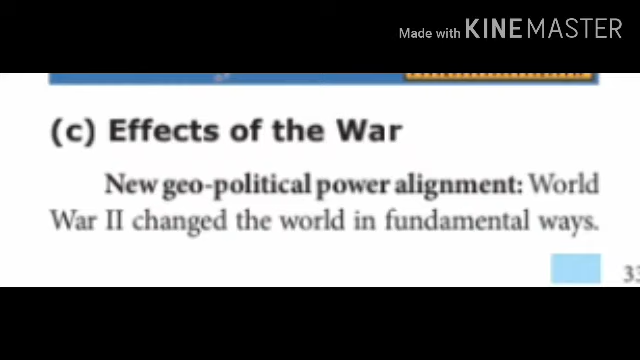 Made with KINEMASTER
(c) Effects of the War
New geo-political power alignment: World
War II changed the world in fundamental ways.